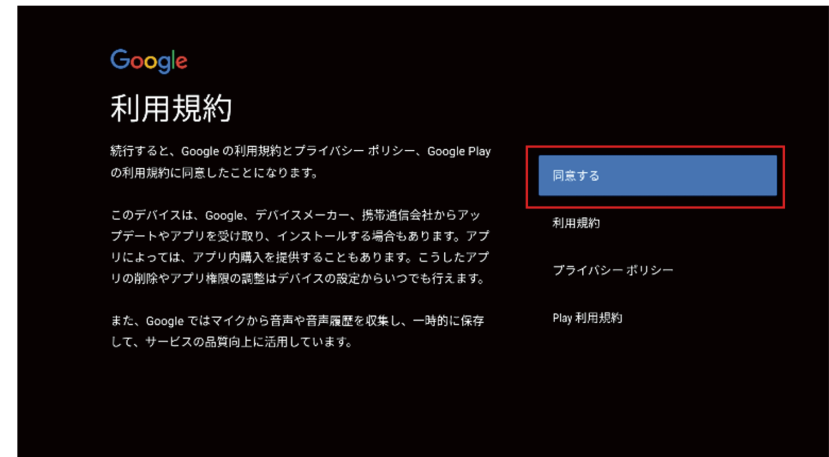 Google
利用規約
続行すると、Google の利用規約とプライバシー ポリシー、Google Play
の利用規約に同意したことになります。
このデバイスは、Google、デバイスメーカー、携帯通信会社からアッ
プデートやアプリを受け取り、インストールする場合もあります。アプ
リによっては、アプリ内購入を提供することもあります。こうしたアプ
リの削除やアプリ権限の調整はデバイスの設定からいつでも行えます。
また、Google ではマイクから音声や音声履歴を収集し、一時的に保存
して、サービスの品質向上に活用しています。
同意する
利用規約
プライバシー ポリシー
Play 利用規約